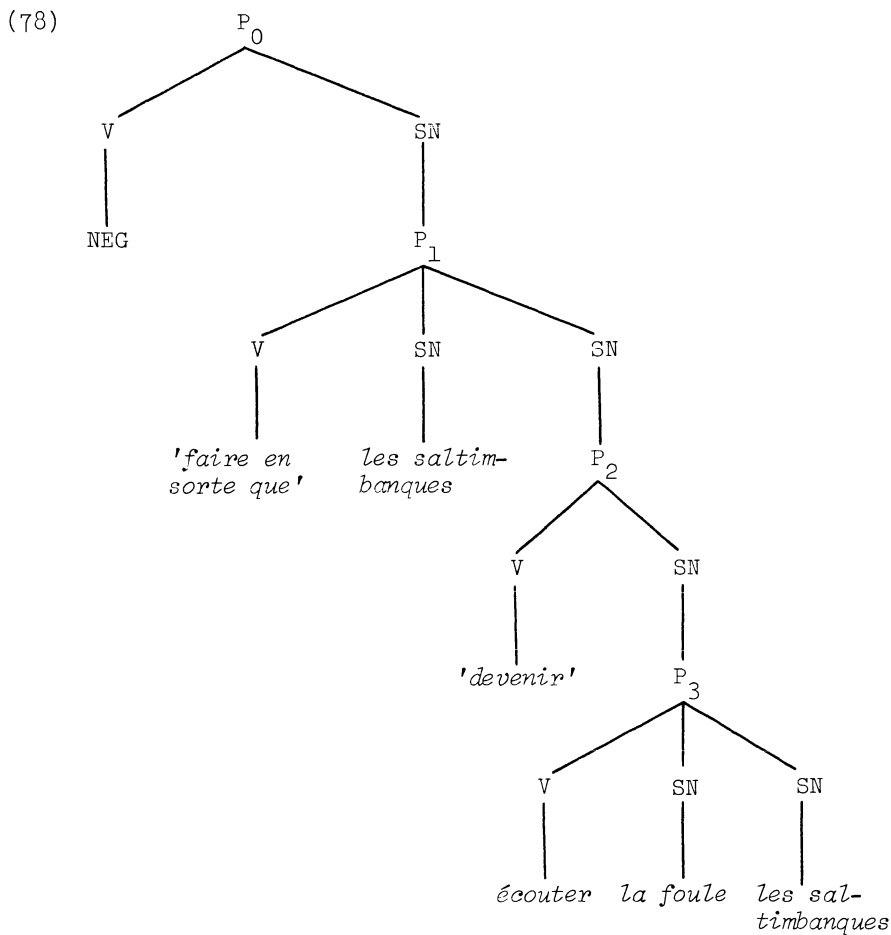 (78)
P0
V SN
NEG P1
V SN SN
'faire en les saltim- P2
sorte que' banques
V SN
'devenir' P3
V SN SN
écouter la foule les sal-
timbanques